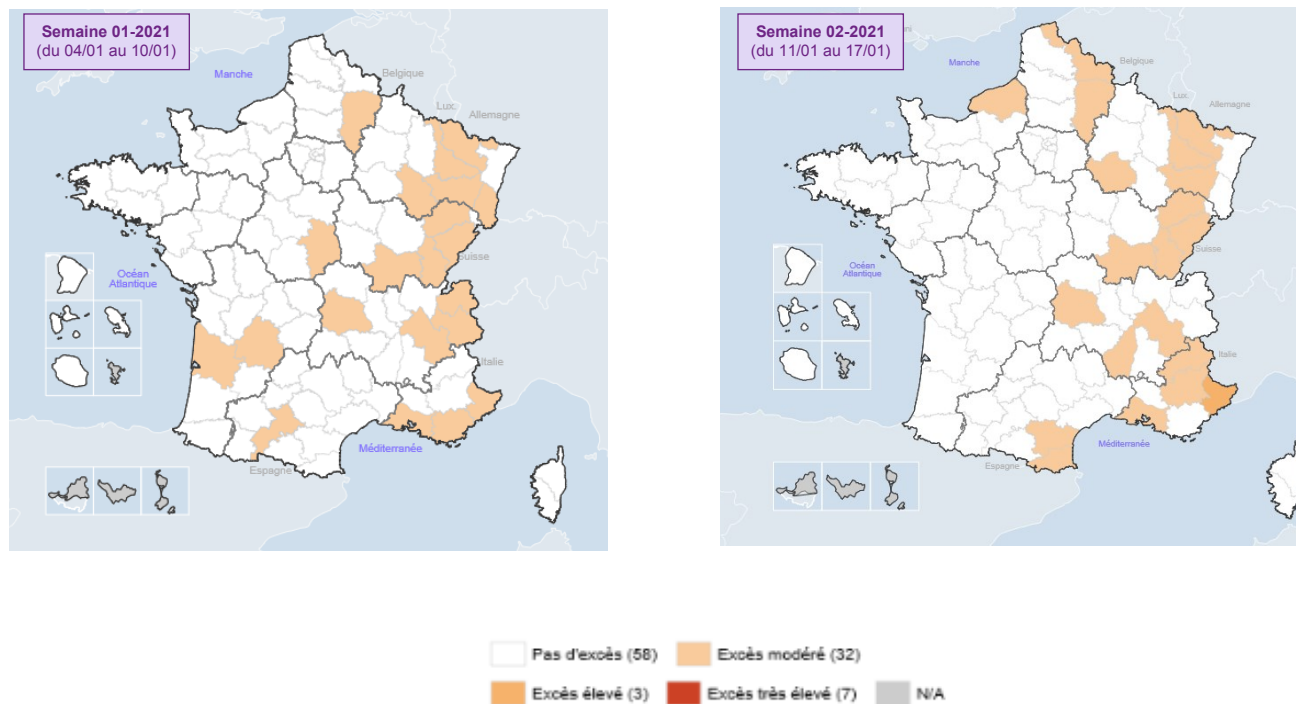 Semaine 01-2021
(du 04/01 au 10/01)
Manche
Belgique
Lux.
Allemagne
Suisse
Océan
Atlantique
Italie
Méditerranée
Espagne
Semaine 02-2021
(du 11/01 au 17/01)
Manche
Belgique
Lux.
Allemagne
Suisse
Océan
Atlantique
Italie
Méditerranée
Espagne
Pas d'excès (58)
Excès modéré (32)
Excès élevé (3)
Excès très élevé (7)
N/A